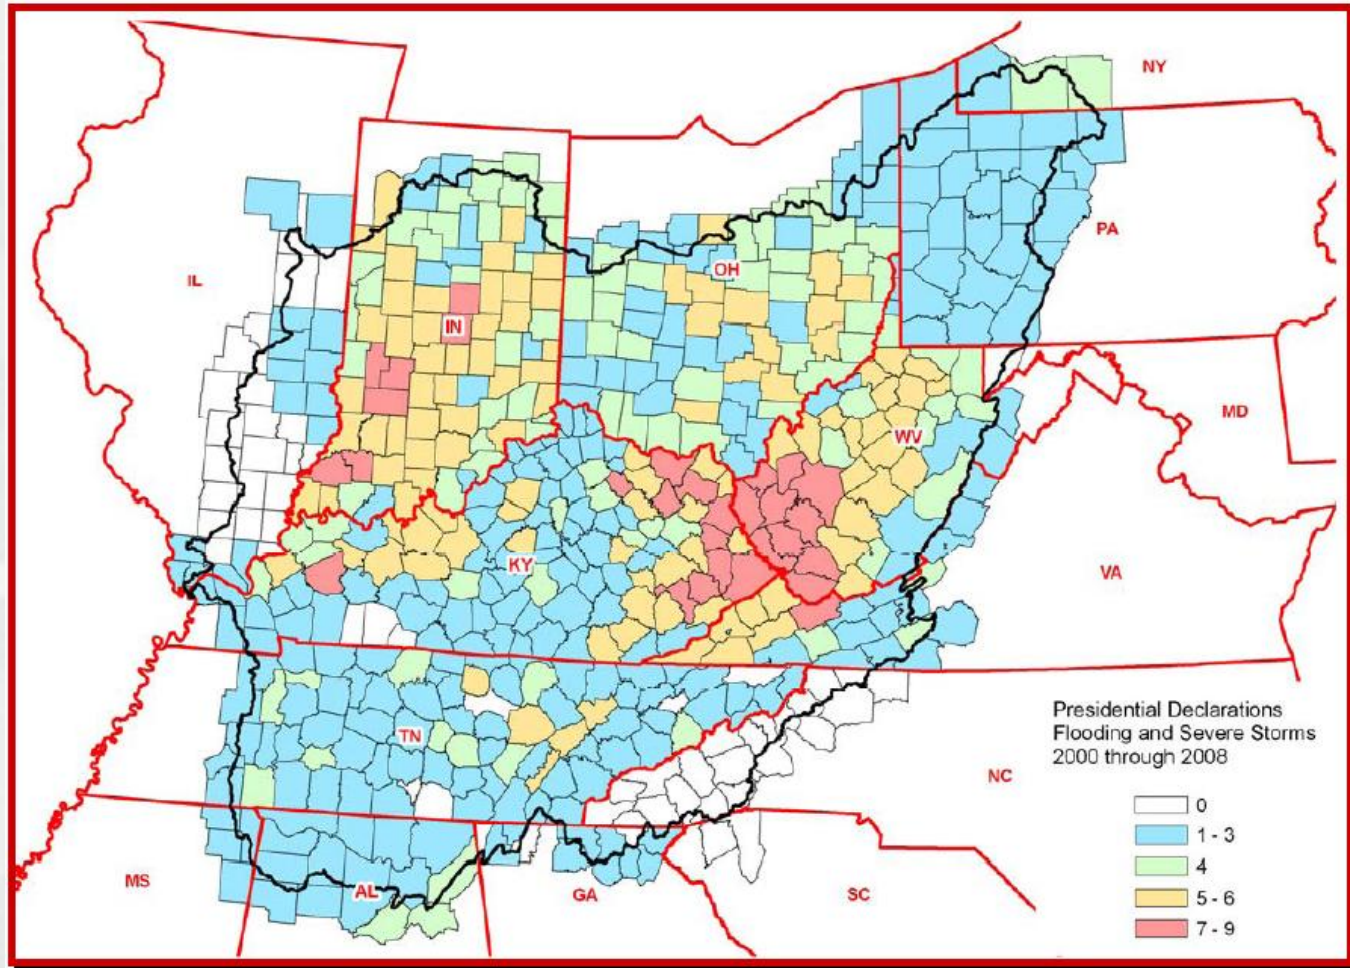 NY
PA
OH
IL
IN
MD
WV
VA
KY
TN
NC
MS
AL
GA
SC
Presidential Declarations
Flooding and Severe Storms
2000 through 2008
0
1 - 3
4
5 - 6
7 - 9